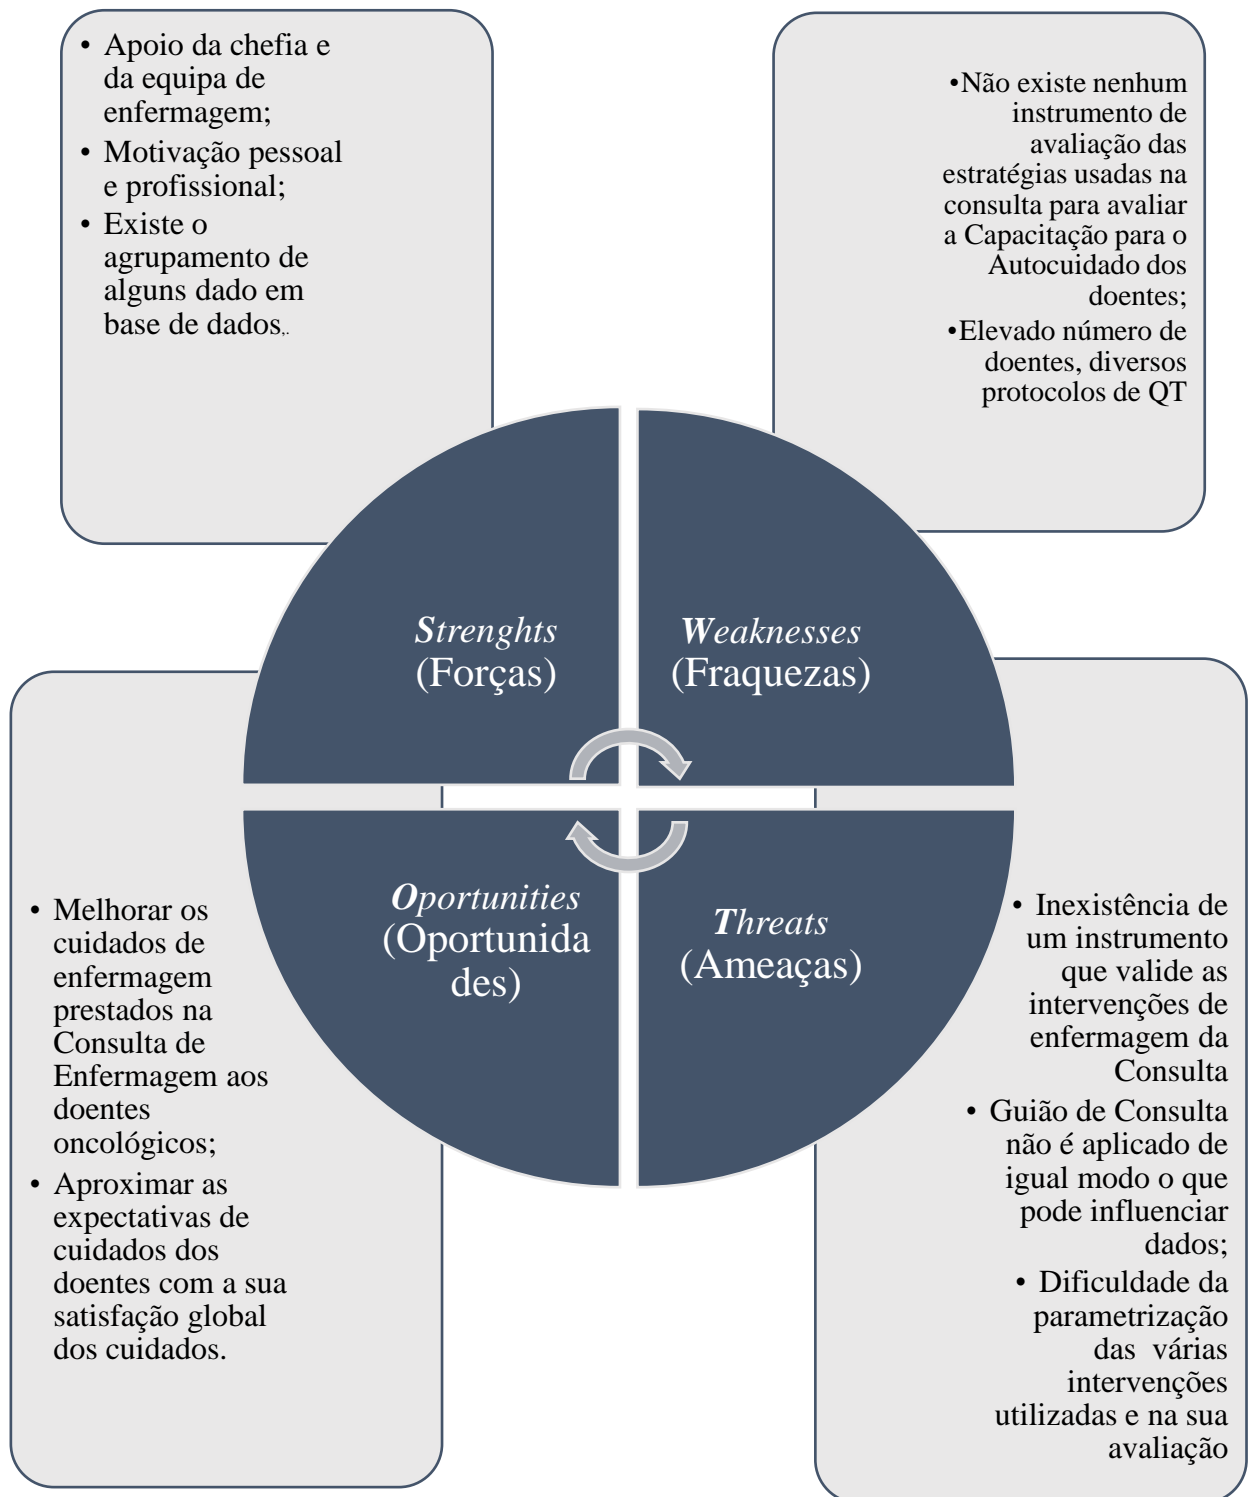 • Apoio da chefia e
da equipa de
enfermagem;
• Motivação pessoal
e profissional;
• Existe o
agrupamento de
alguns dado em
base de dados,.
•Não existe nenhum
instrumento de
avaliação das
estratégias usadas na
consulta para avaliar
a Capacitação para o
Autocuidado dos
doentes;
•Elevado número de
doentes, diversos
protocolos de QT
Strenghts
(Forças)
Weaknesses
(Fraquezas)
Oportunities
(Oportunida
des)
Threats
(Ameaças)
• Melhorar os
cuidados de
enfermagem
prestados na
Consulta de
Enfermagem aos
doentes
oncológicos;
• Aproximar as
expectativas de
cuidados dos
doentes com a sua
satisfação global
dos cuidados.
• Inexistência de
um instrumento
que valide as
intervenções de
enfermagem da
Consulta
• Guião de Consulta
não é aplicado de
igual modo o que
pode influenciar
dados;
• Dificuldade da
parametrização
das várias
intervenções
utilizadas e na sua
avaliação